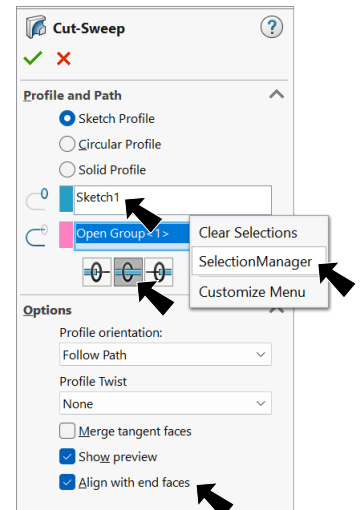 Cut-Sweep
?
Profile and Path
Sketch Profile
Circular Profile
Solid Profile
0
Sketch1
Open Group<1>
Clear Selections
SelectionManager
Customize Menu
Options
Profile orientation:
Follow Path
Profile Twist
None
Merge tangent faces
Show preview
Align with end faces